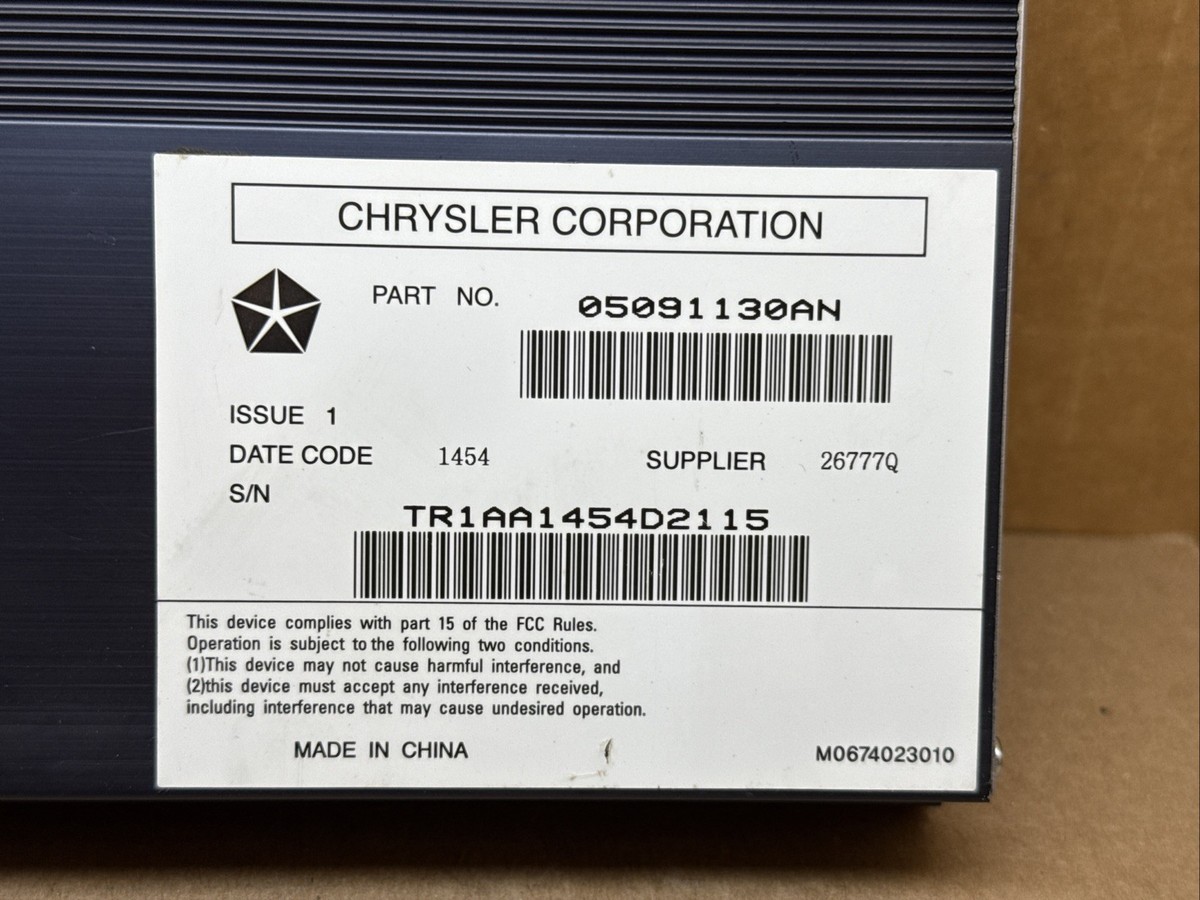 CHRYSLER CORPORATION
PART NO. 05091130AN
ISSUE 1
DATE CODE 1454 SUPPLIER 26777Q
S/N
TR1AA1454D2115
This device complies with part 15 of the FCC Rules.
Operation is subject to the following two conditions.
(1)This device may not cause harmful interference, and
(2)this device must accept any interference received,
including interference that may cause undesired operation.
MADE IN CHINA M0674023010